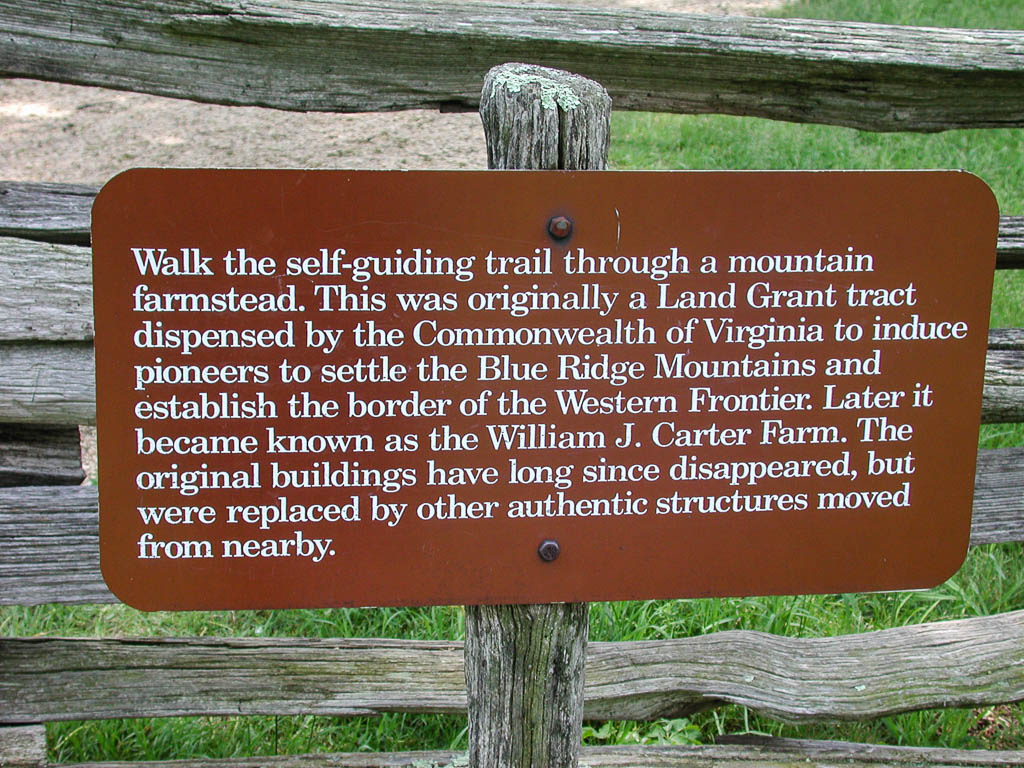 Walk the self-guiding trail through a mountain
farmstead. This was originally a Land Grant tract
dispensed by the Commonwealth of Virginia to induce
pioneers to settle the Blue Ridge Mountains and
establish the border of the Western Frontier. Later it
became known as the William J. Carter Farm. The
original buildings have long since disappeared, but
were replaced by other authentic structures moved
from nearby.